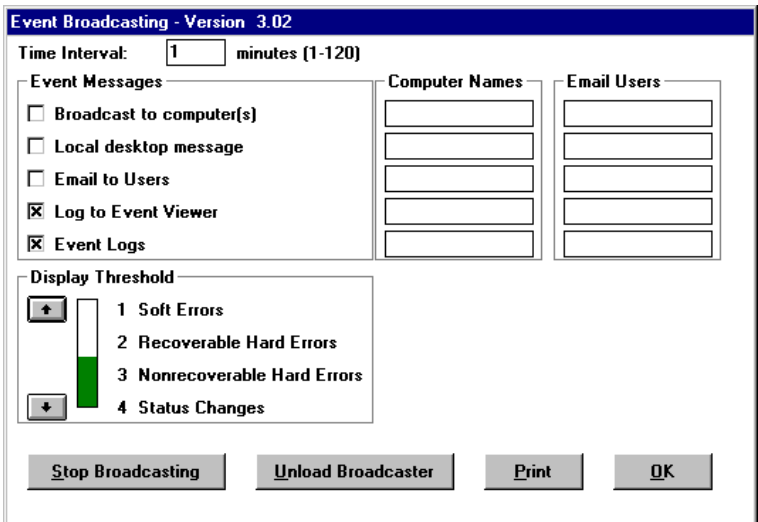 Event Broadcasting - Version 3.02
Time Interval: 1 minutes (1-120)
Event Messages
Broadcast to computer(s)
Local desktop message
Email to Users
Log to Event Viewer
Event Logs
Computer Names
Email Users
Display Threshold
1 Soft Errors
2 Recoverable Hard Errors
3 Nonrecoverable Hard Errors
4 Status Changes
Stop Broadcasting Unload Broadcaster Print OK